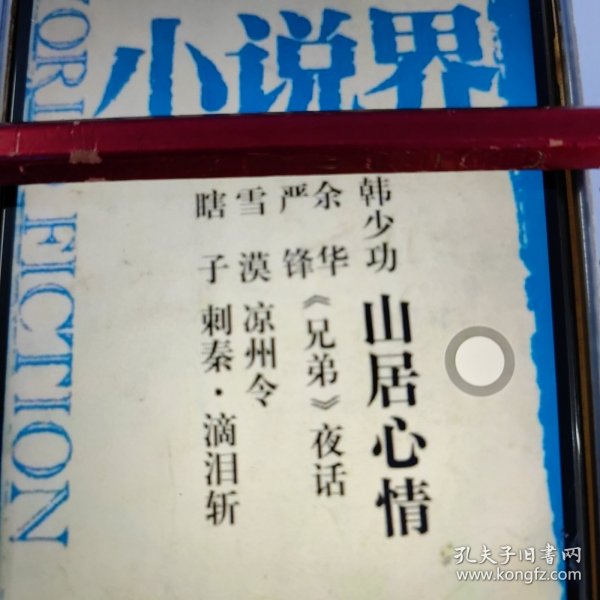 小说界
WORLD FICTION
韩少功 山居心情
余华 严锋 《兄弟》夜话
雪漠 凉州令
瞎子 刺秦·滴泪斩
孔夫子旧书网
www.kongfz.com